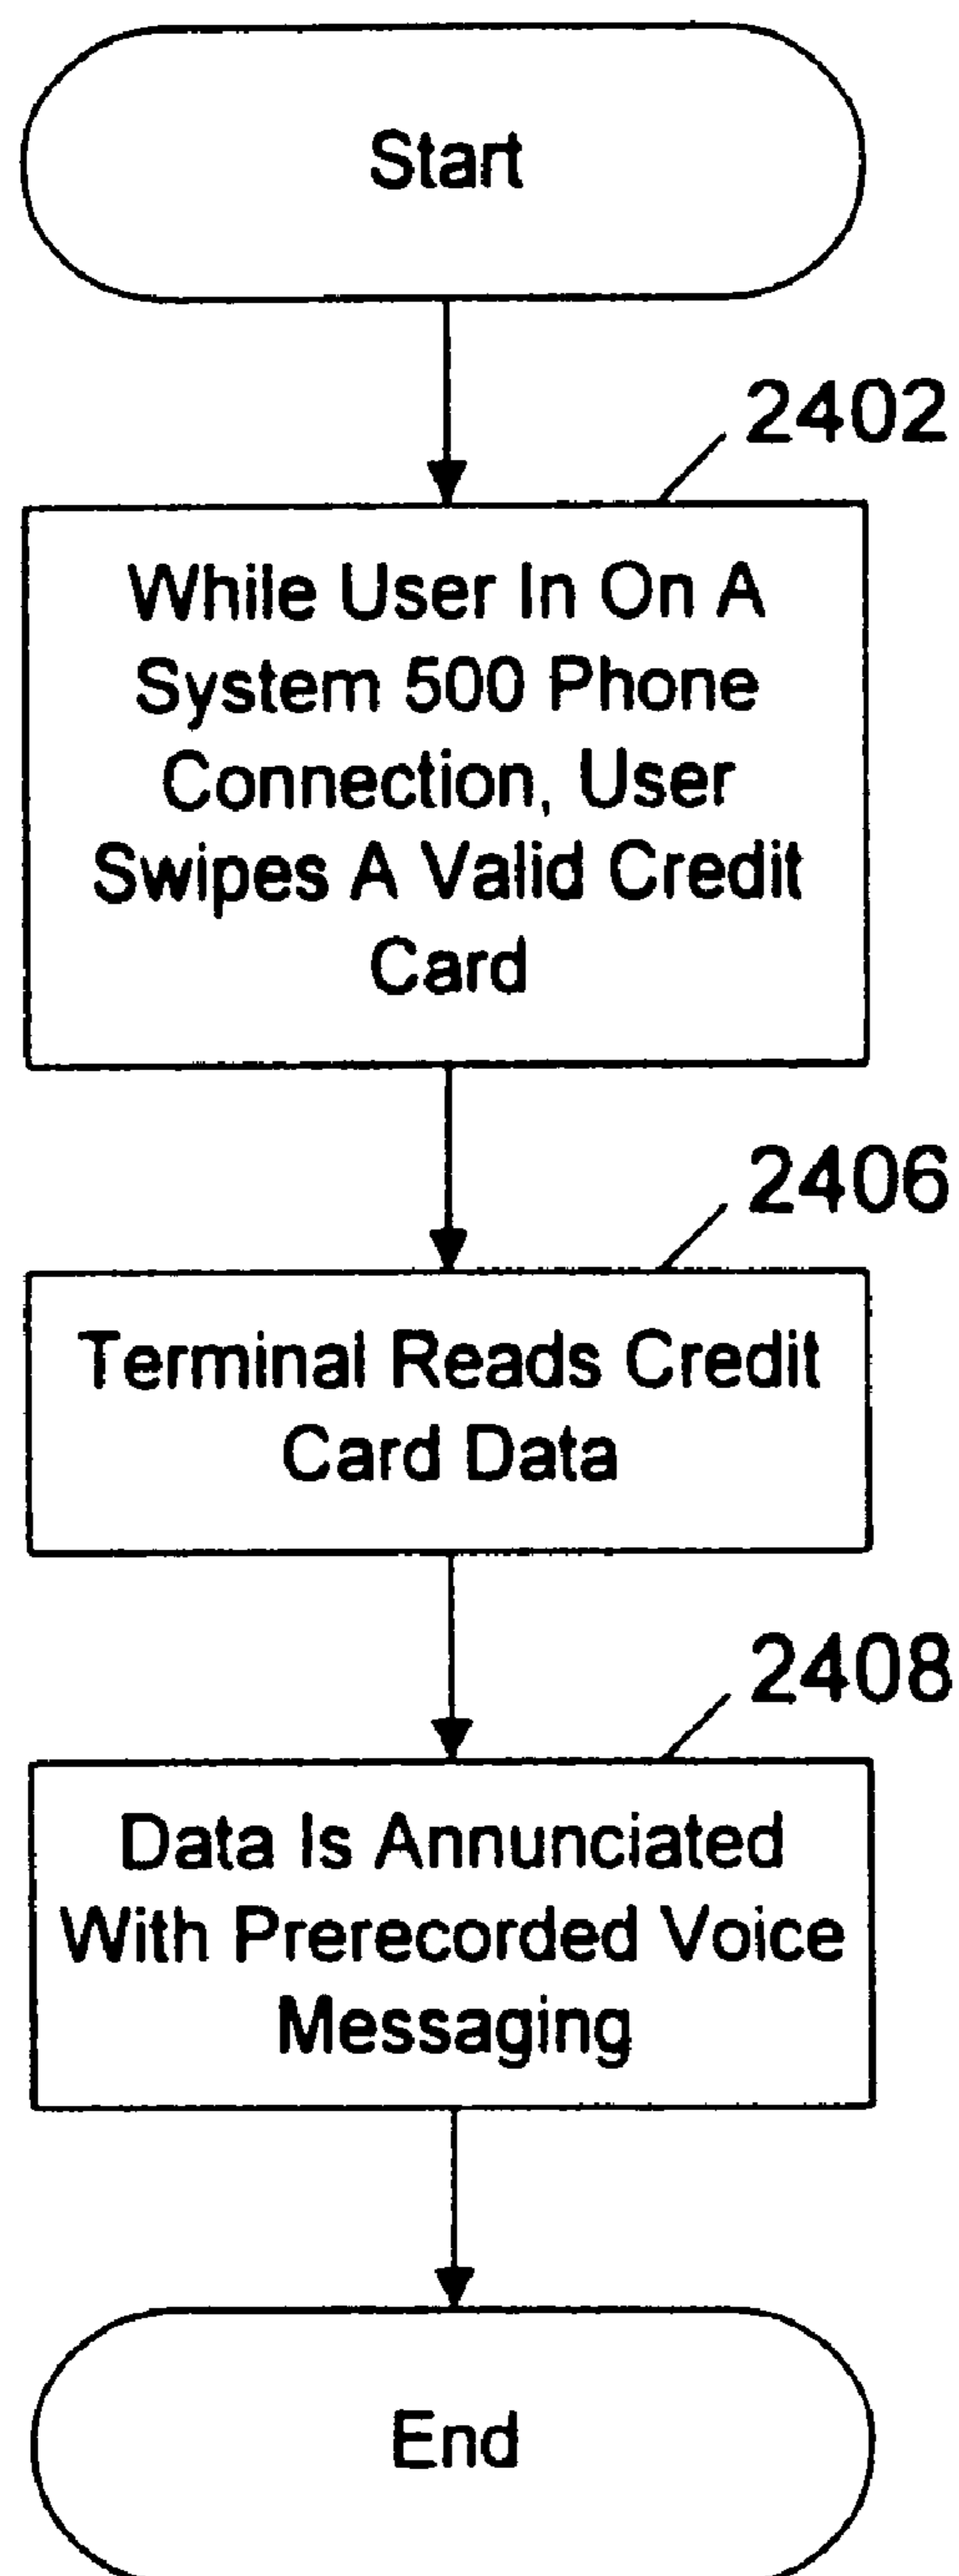 Start
2402
While User In On A
System 500 Phone
Connection, User
Swipes A Valid Credit
Card
2406
Terminal Reads Credit
Card Data
2408
Data Is Annunciated
With Prerecorded Voice
Messaging
End